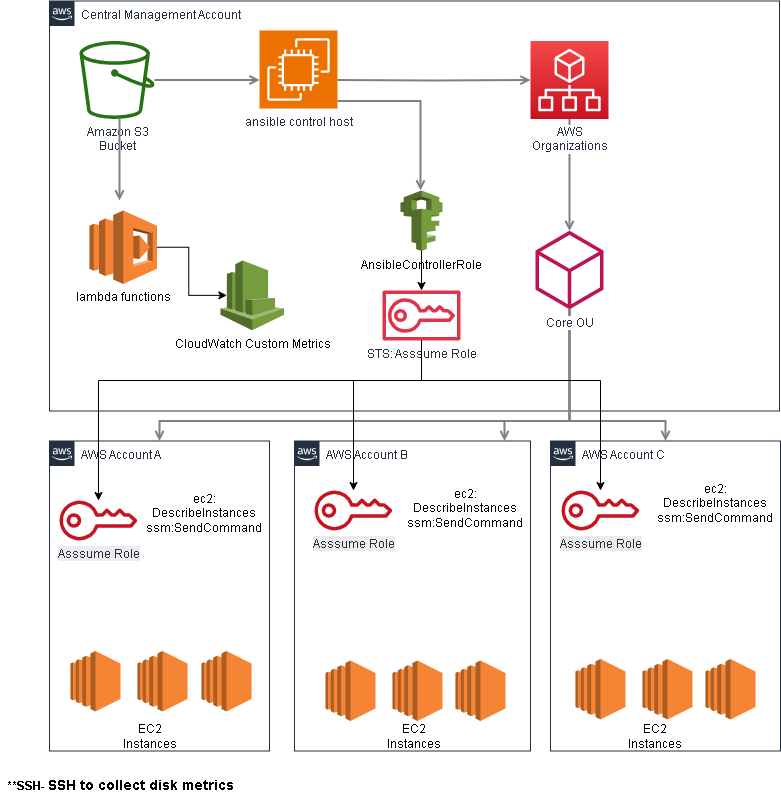 aws
Central Management Account
Amazon S3
Bucket
ansible control host
AWS
Organizations
lambda functions
CloudWatch Custom Metrics
AnsibleControllerRole
STS: Asssume Role
Core OU
aws
AWS Account A
ec2:
DescribeInstances
ssm:SendCommand
Asssume Role
EC2
Instances
aws
AWS Account B
ec2:
DescribeInstances
ssm:SendCommand
Asssume Role
EC2
Instances
aws
AWS Account C
ec2:
DescribeInstances
ssm:SendCommand
Asssume Role
EC2
Instances
**SSH- SSH to collect disk metrics